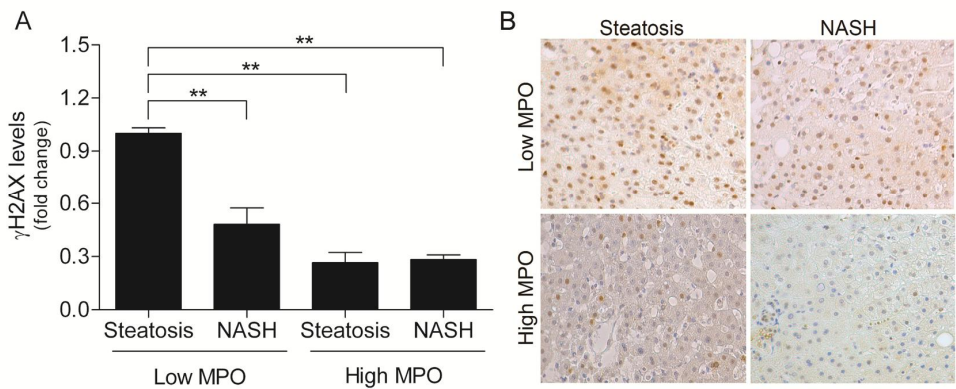 A
γH2AX levels
(fold change)
1.5
1.2
0.9
0.6
0.3
0.0
**
**
**
Steatosis NASH Steatosis NASH
Low MPO High MPO
B
Steatosis NASH
Low MPO
High MPO